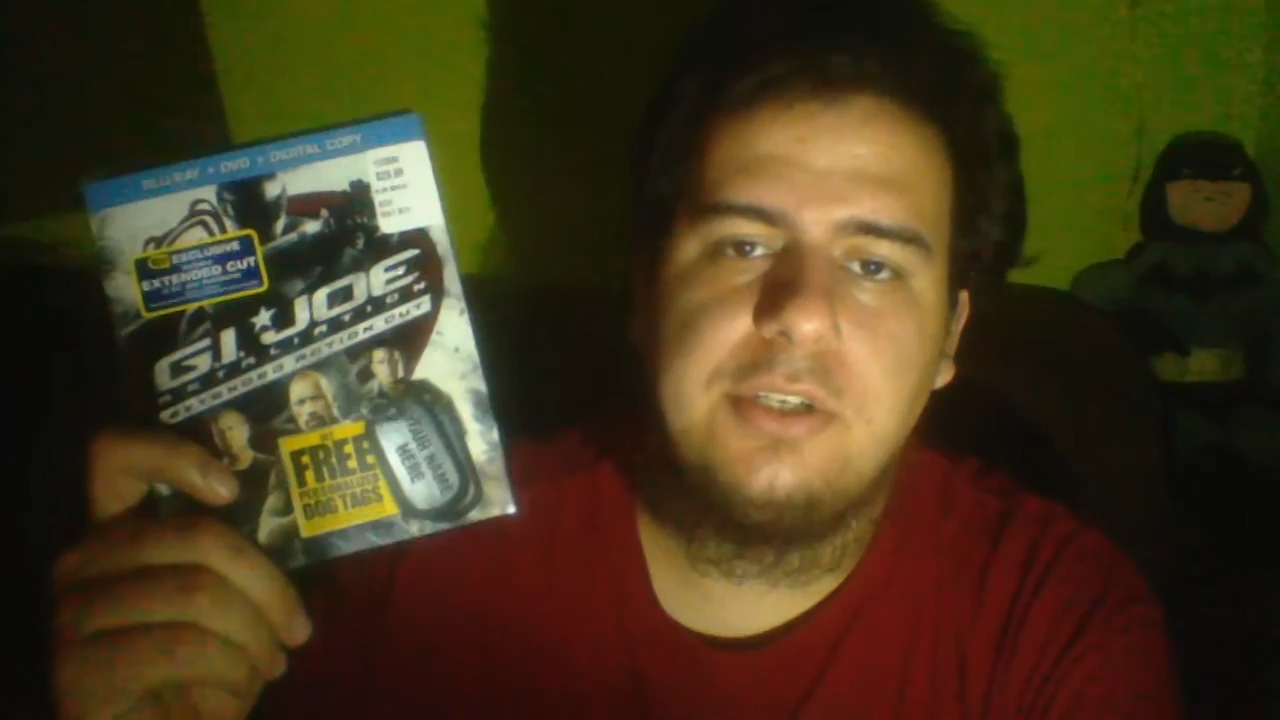 BLU-RAY + DVD + DIGITAL COPY
EXCLUSIVE
EXTENDED CUT
G.I. JOE
RETALIATION
EXTENDED ACTION CUT
YOUR NAME
HERE
FREE
PERSONALIZED
DOG TAGS